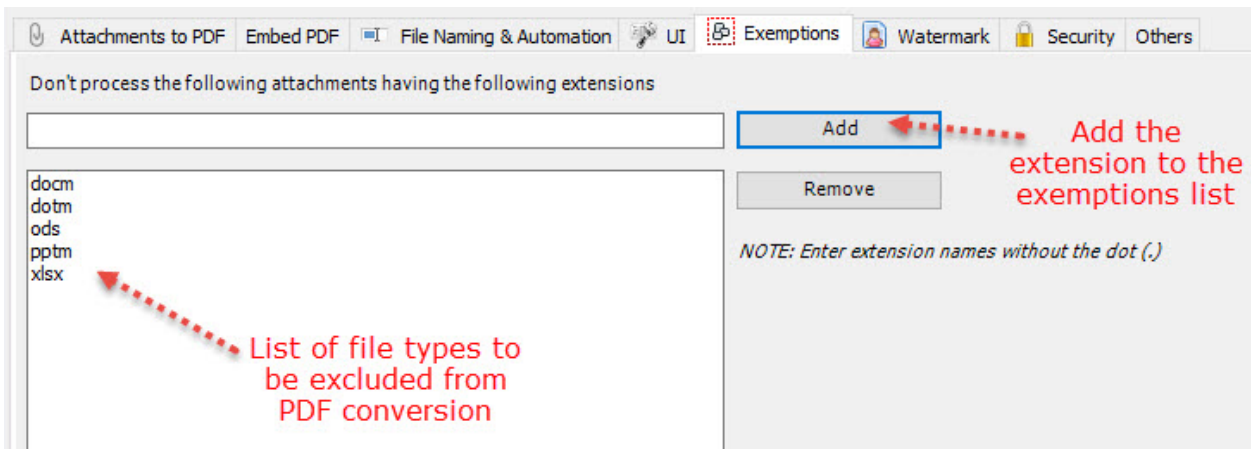 Attachments to PDF Embed PDF File Naming & Automation UI Exemptions Watermark Security Others
Don't process the following attachments having the following extensions
Add
Add the
extension to the
exemptions list
docm
dotm
ods
pptm
xlsx
Remove
NOTE: Enter extension names without the dot (.)
List of file types to
be excluded from
PDF conversion